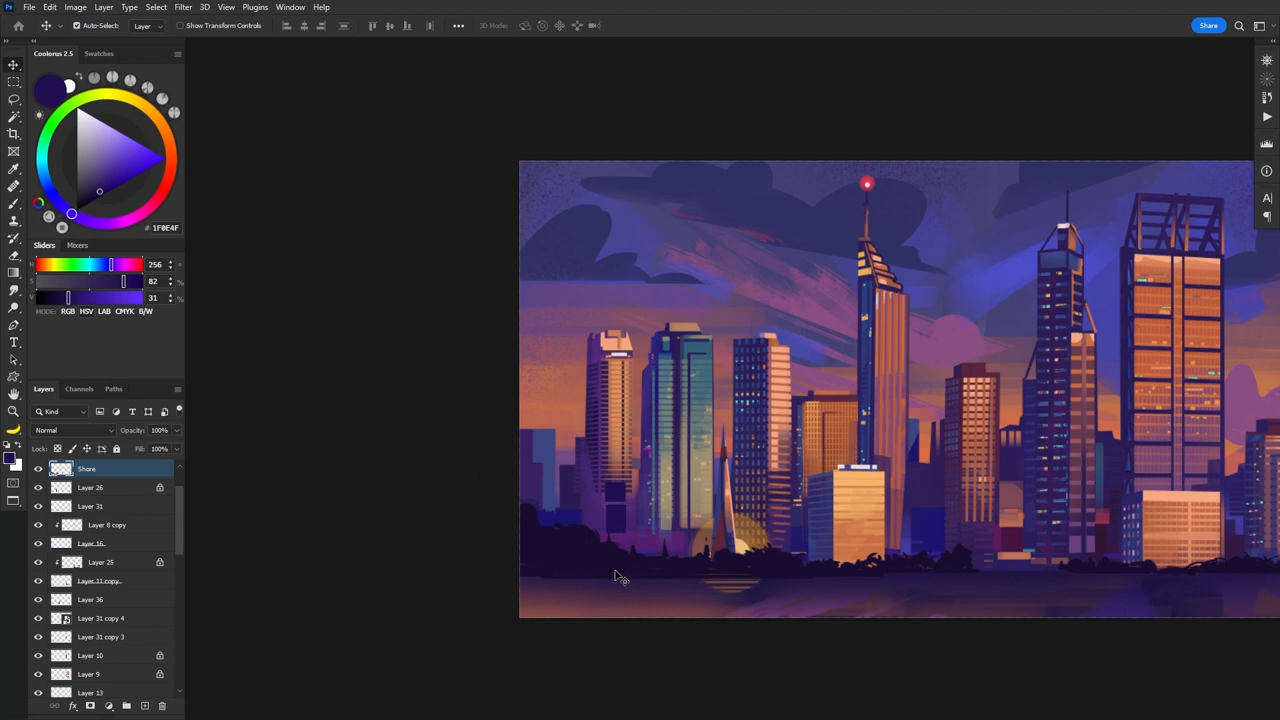 Ps File Edit Image Layer Type Select Filter 3D View Plugins Window Help
Auto-Select: Layer Show Transform Controls 3D Mode: Share
Coolorus 2.5 Swatches
# 1F0E4F
Sliders Mixers
H 256 °
S 82 %
V 31 %
MODE: RGB HSV LAB CMYK B/W
Layers Channels Paths
Kind
Normal Opacity: 100%
Lock: Fill: 100%
Shore
Layer 26
Layer 31
Layer 8 copy
Layer 16
Layer 25
Layer 11 copy
Layer 36
Layer 31 copy 4
Layer 31 copy 3
Layer 10
Layer 9
Layer 13
fx